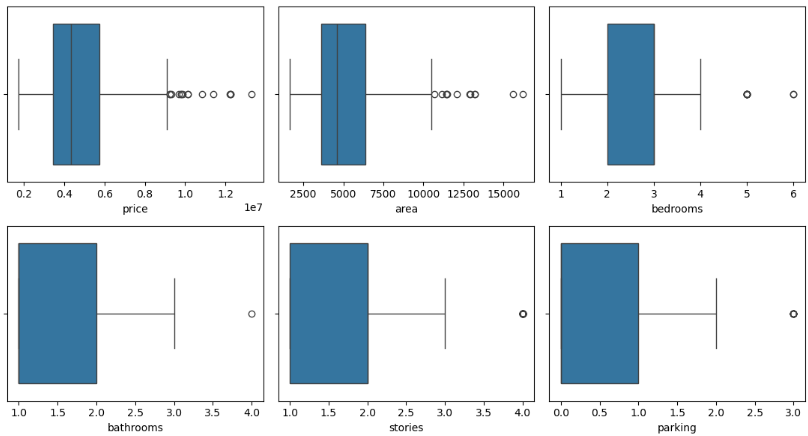 0.2 0.4 0.6 0.8 1.0 1.2
1e7
price
2500 5000 7500 10000 12500 15000
area
1 2 3 4 5 6
bedrooms
1.0 1.5 2.0 2.5 3.0 3.5 4.0
bathrooms
1.0 1.5 2.0 2.5 3.0 3.5 4.0
stories
0.0 0.5 1.0 1.5 2.0 2.5 3.0
parking